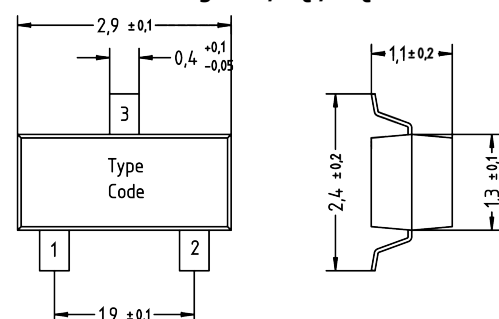 2,9 ±0,1
0,4 +0,1 -0,05
1,1±0,2
3
Type
Code
2,4 ±0,2
1,3 ±0,1
1
2
1,9 ±0,1